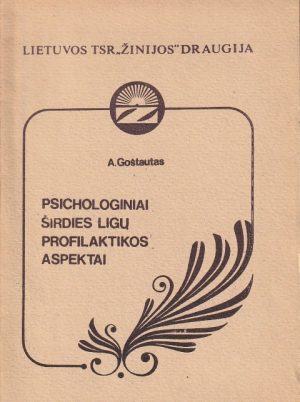 LIETUVOS TSR „ŽINIJOS" DRAUGIJA
A. Goštautas
PSICHOLOGINIAI
ŠIRDIES LIGŲ
PROFILAKTIKOS
ASPEKTAI